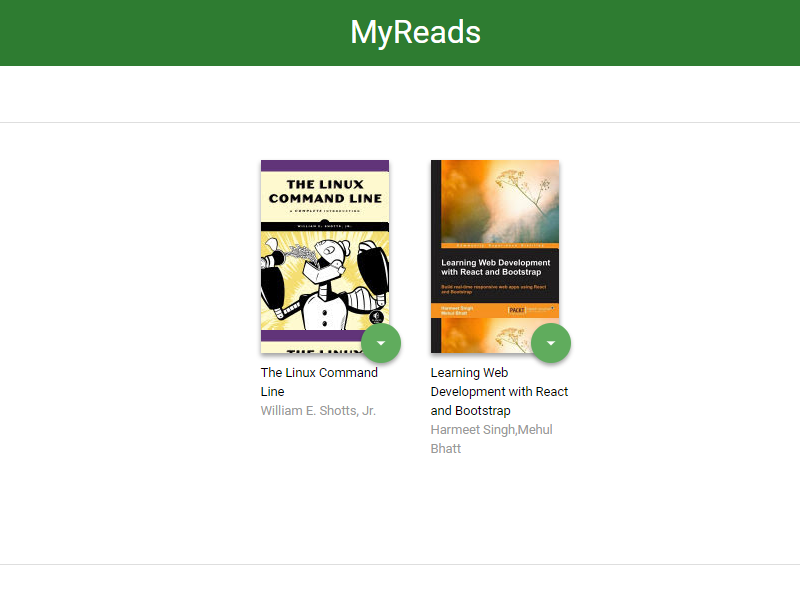 MyReads
THE LINUX
COMMAND LINE
A COMPLETE INTRODUCTION
WILLIAM E. SHOTTS, JR.
THE LINUX
The Linux Command
Line
William E. Shotts, Jr.
Learning Web Development
with React and Bootstrap
Build real-time responsive web apps using React
and Bootstrap
Harmeet Singh
Mehul Bhatt
PACKT
Learning Web
Development with React
and Bootstrap
Harmeet Singh,Mehul
Bhatt